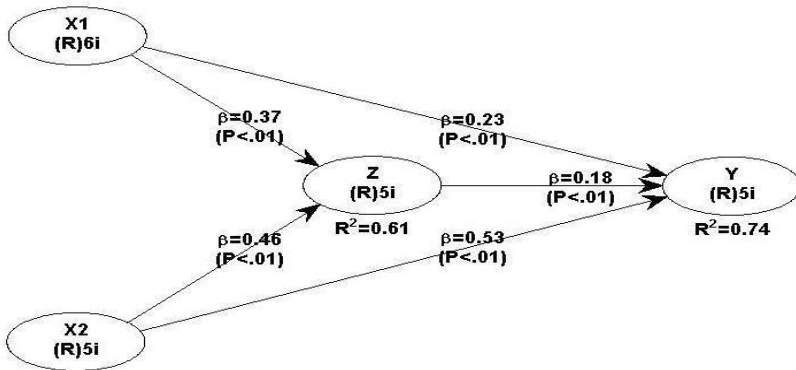 X1
(R)6i
β=0.37
(P<.01)
β=0.23
(P<.01)
Z
(R)5i
R²=0.61
β=0.18
(P<.01)
Y
(R)5i
R²=0.74
β=0.46
(P<.01)
β=0.53
(P<.01)
X2
(R)5i